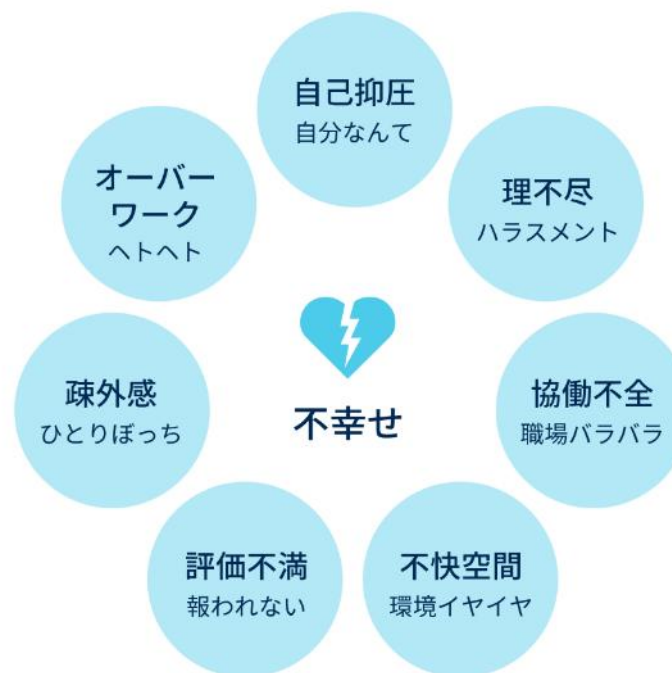 自己抑圧
自分なんて
理不尽
ハラスメント
協働不全
職場バラバラ
不快空間
環境イヤイヤ
評価不満
報われない
疎外感
ひとりぼっち
オーバー
ワーク
ヘトヘト
不幸せ